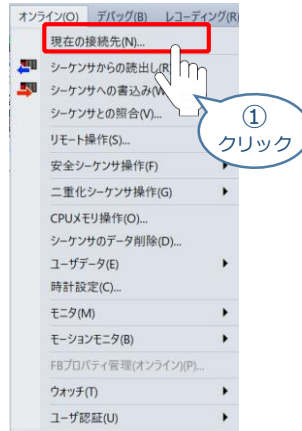 オンライン(O) デバッグ(B) レコーディング(R)
現在の接続先(N)...
シーケンサからの読出し(R)
シーケンサへの書込み(W)
シーケンサとの照合(V)...
①
クリック
リモート操作(S)...
安全シーケンサ操作(F)
二重化シーケンサ操作(G)
CPUメモリ操作(O)...
シーケンサのデータ削除(D)...
ユーザデータ(E)
時計設定(C)...
モニタ(M)
モーションモニタ(B)
FBプロパティ管理(オンライン)(P)...
ウォッチ(T)
ユーザ認証(U)